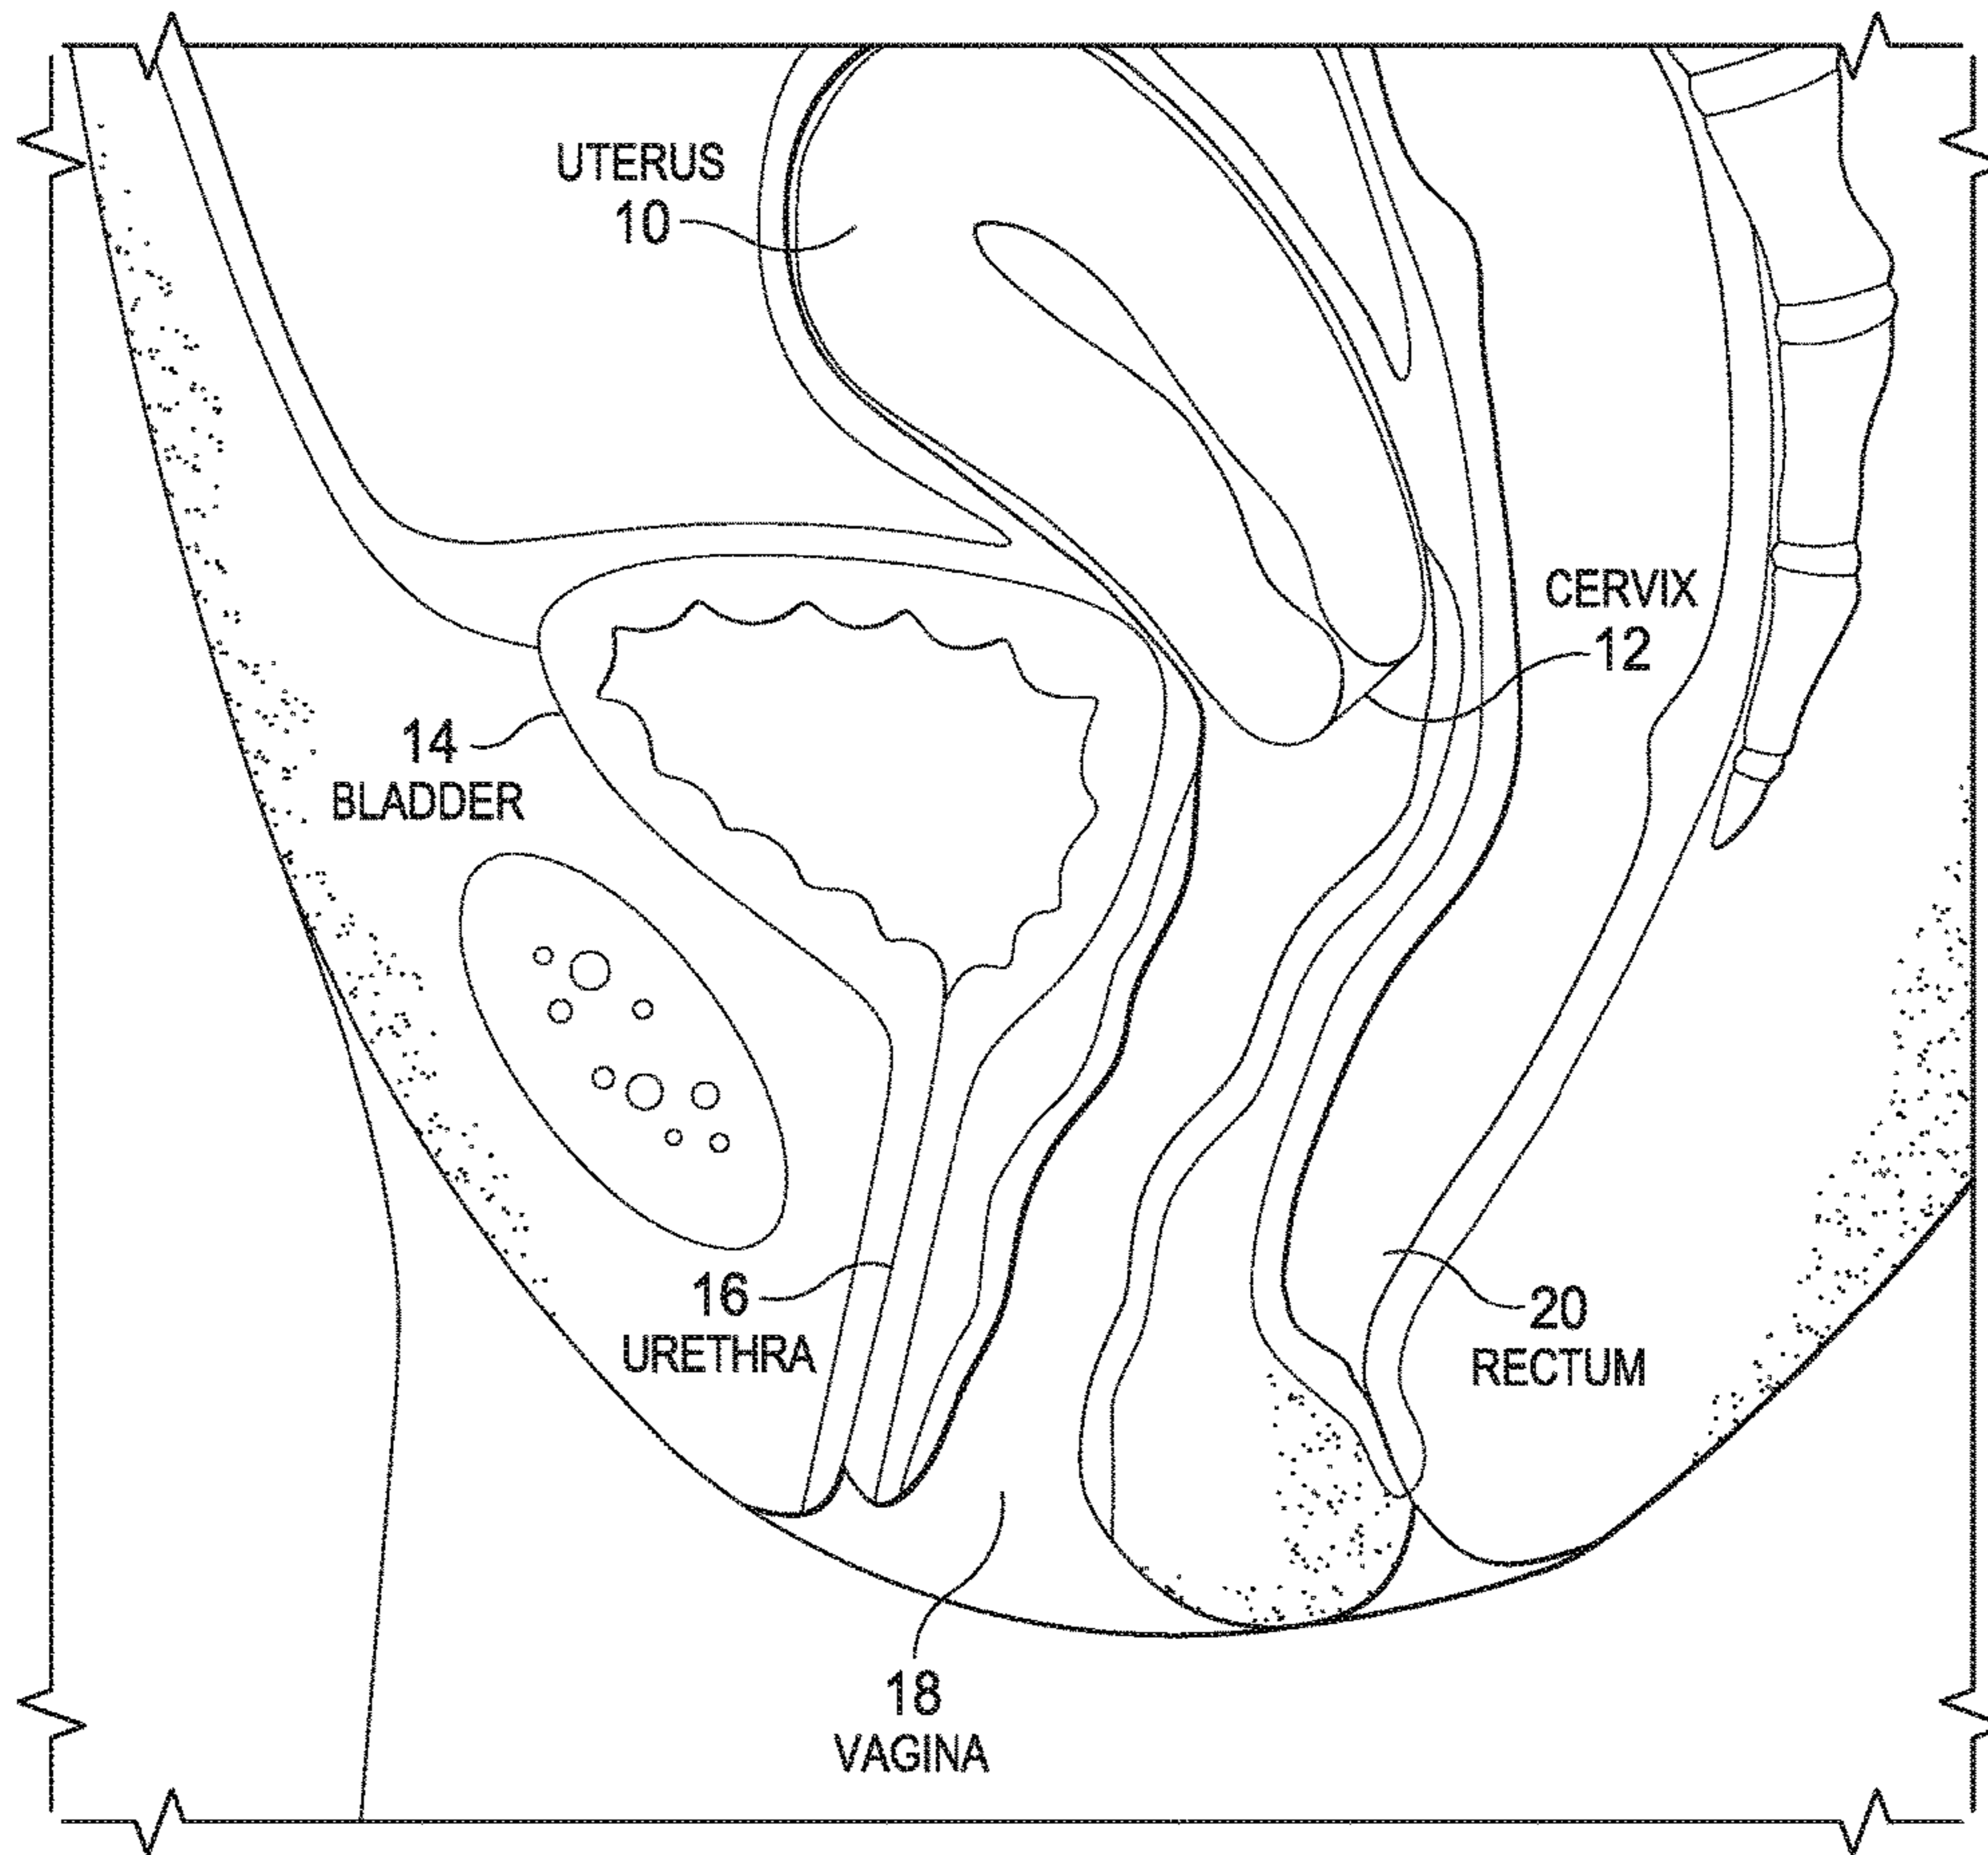 UTERUS
10
CERVIX
12
14
BLADDER
16
URETHRA
20
RECTUM
18
VAGINA